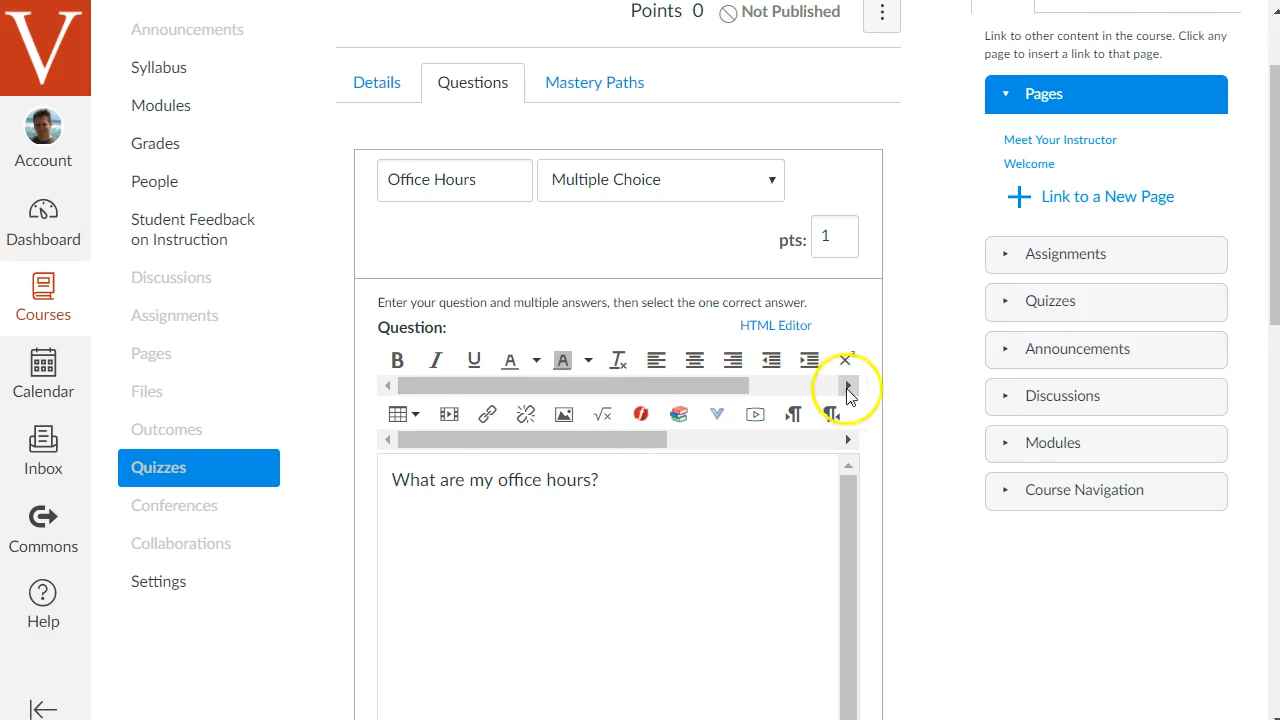 V
Account
Dashboard
Courses
Calendar
Inbox
Commons
Help
Announcements
Syllabus
Modules
Grades
People
Student Feedback
on Instruction
Discussions
Assignments
Pages
Files
Outcomes
Quizzes
Conferences
Collaborations
Settings
Points 0 Not Published
Details Questions Mastery Paths
Office Hours Multiple Choice
pts: 1
Enter your question and multiple answers, then select the one correct answer.
Question: HTML Editor
What are my office hours?
Link to other content in the course. Click any
page to insert a link to that page.
Pages
Meet Your Instructor
Welcome
Link to a New Page
Assignments
Quizzes
Announcements
Discussions
Modules
Course Navigation